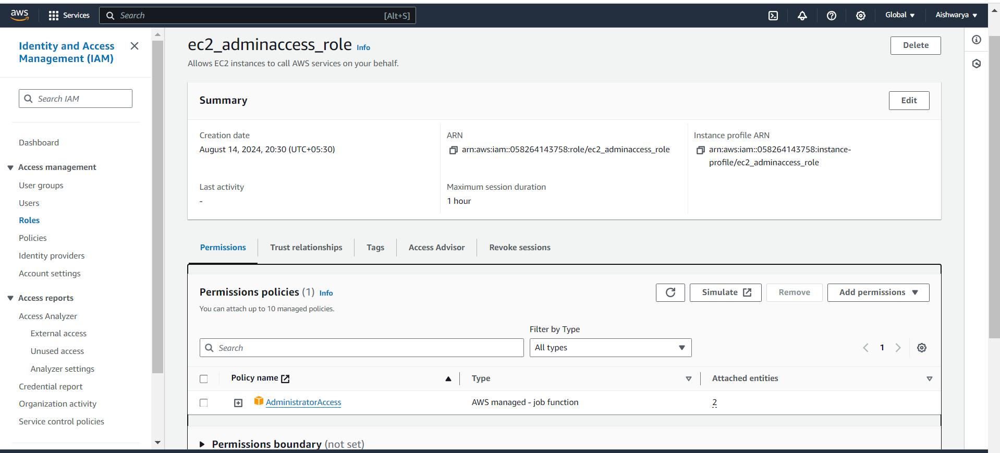 aws
Services
Search
[Alt+S]
Global
Aishwarya
Identity and Access
Management (IAM)
Search IAM
Dashboard
Access management
User groups
Users
Roles
Policies
Identity providers
Account settings
Access reports
Access Analyzer
External access
Unused access
Analyzer settings
Credential report
Organization activity
Service control policies
ec2_adminaccess_role Info
Delete
Allows EC2 instances to call AWS services on your behalf.
Summary
Edit
Creation date
August 14, 2024, 20:30 (UTC+05:30)
ARN
arn:aws:iam::058264143758:role/ec2_adminaccess_role
Instance profile ARN
arn:aws:iam::058264143758:instance-
profile/ec2_adminaccess_role
Last activity
-
Maximum session duration
1 hour
Permissions
Trust relationships
Tags
Access Advisor
Revoke sessions
Permissions policies (1) Info
You can attach up to 10 managed policies.
Simulate
Remove
Add permissions
Filter by Type
Search
All types
1
Policy name
Type
Attached entities
AdministratorAccess
AWS managed - job function
2
Permissions boundary (not set)